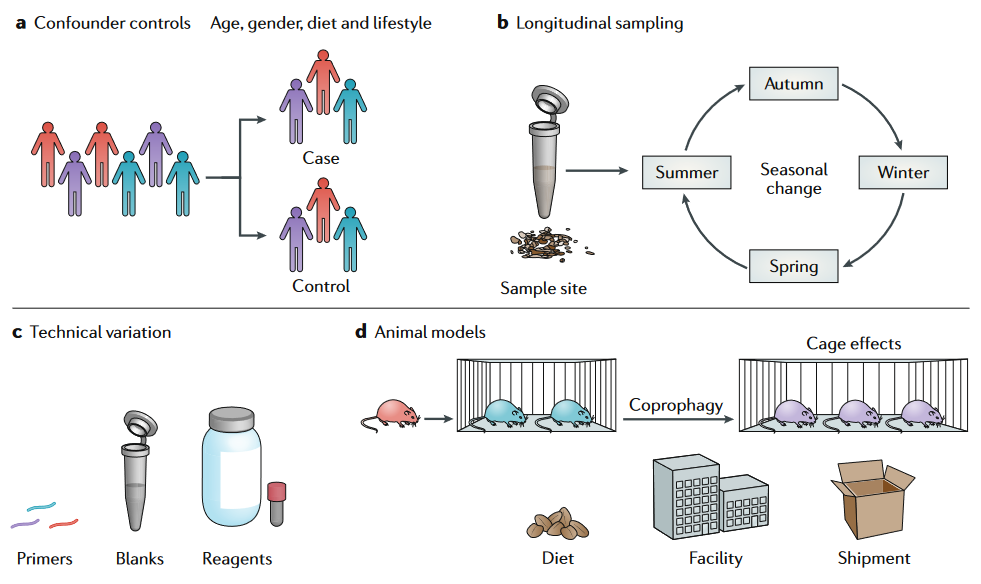 a Confounder controls
Age, gender, diet and lifestyle
Case
Control
b Longitudinal sampling
Sample site
Autumn
Summer
Seasonal
change
Winter
Spring
c Technical variation
Primers
Blanks
Reagents
d Animal models
Cage effects
Coprophagy
Diet
Facility
Shipment